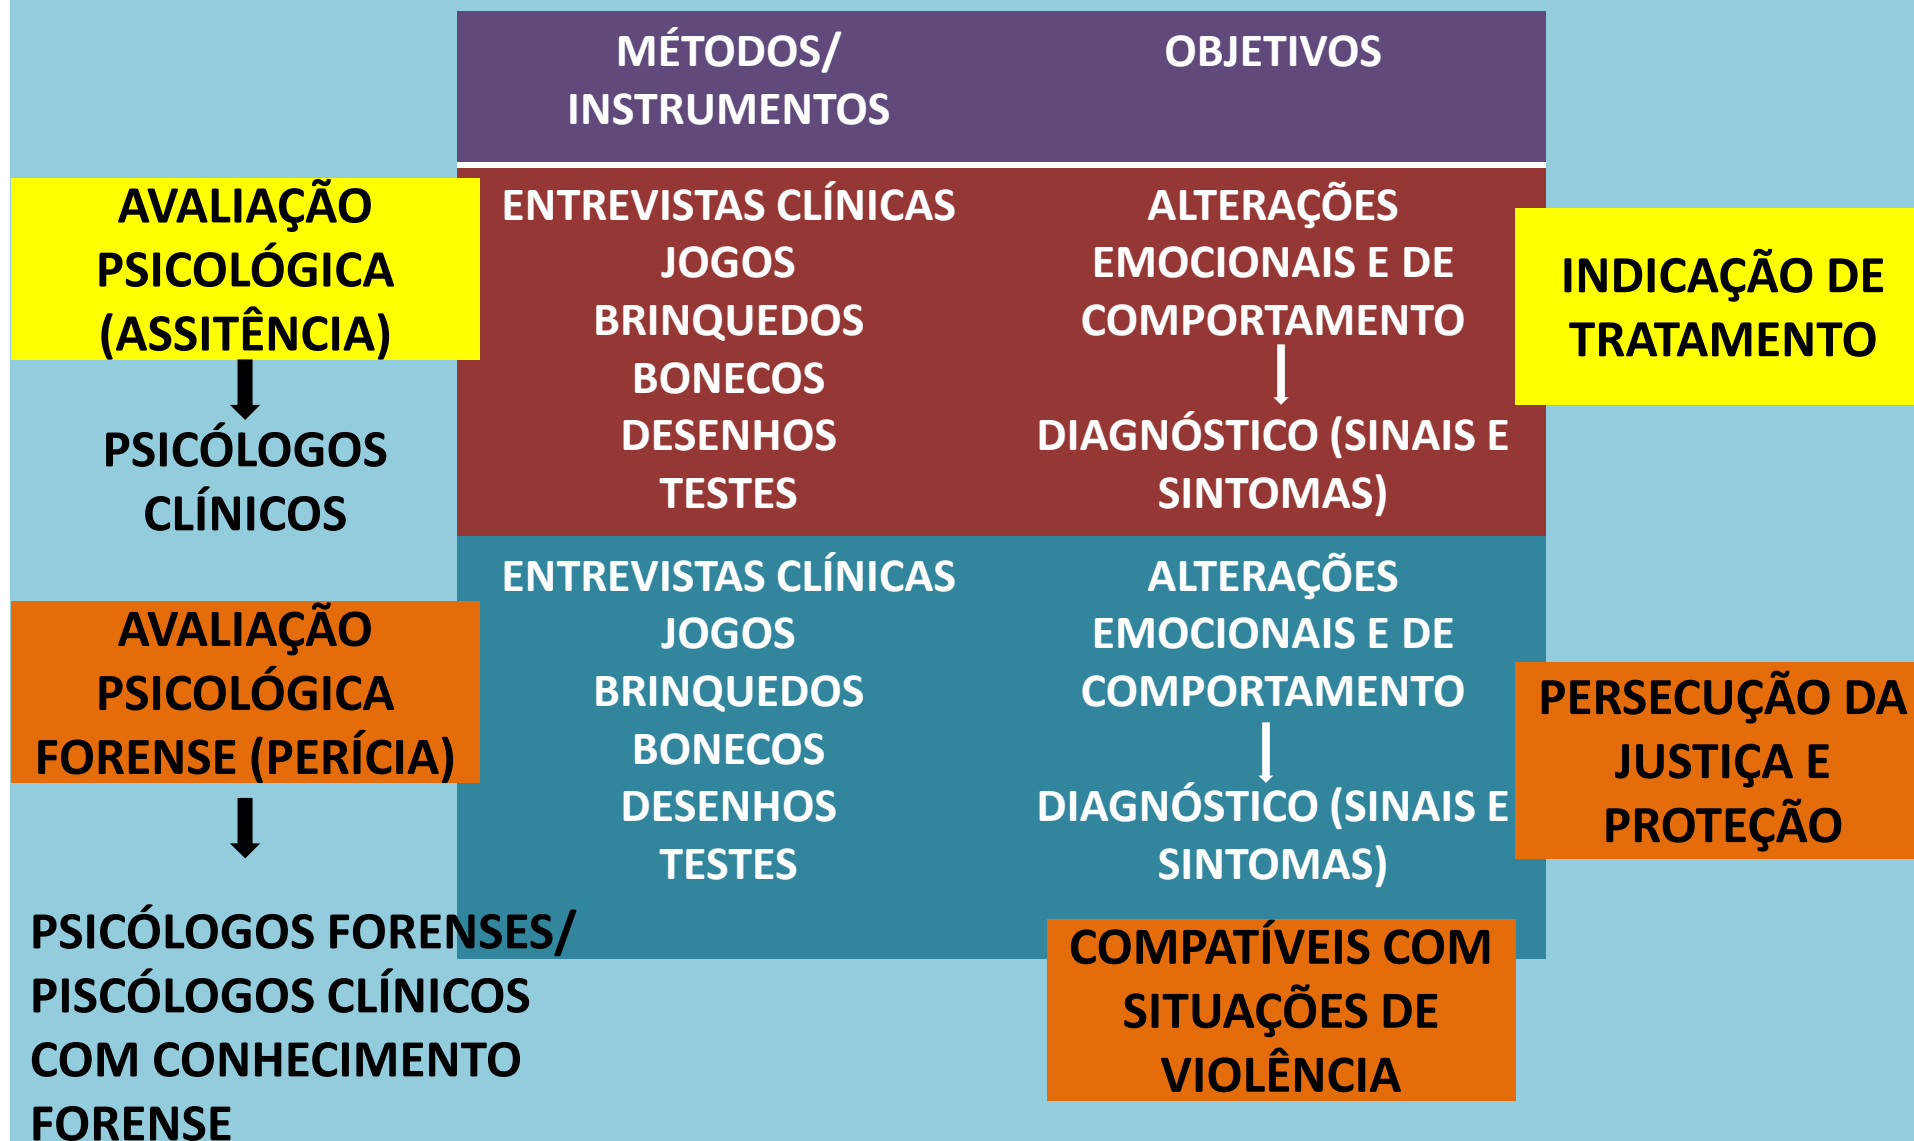 MÉTODOS/
INSTRUMENTOS
OBJETIVOS
AVALIAÇÃO
PSICOLÓGICA
(ASSITÊNCIA)
PSICÓLOGOS
CLÍNICOS
ENTREVISTAS CLÍNICAS
JOGOS
BRINQUEDOS
BONECOS
DESENHOS
TESTES
ALTERAÇÕES
EMOCIONAIS E DE
COMPORTAMENTO
DIAGNÓSTICO (SINAIS E
SINTOMAS)
INDICAÇÃO DE
TRATAMENTO
AVALIAÇÃO
PSICOLÓGICA
FORENSE (PERÍCIA)
PSICÓLOGOS FORENSES/
PISCÓLOGOS CLÍNICOS
COM CONHECIMENTO
FORENSE
ENTREVISTAS CLÍNICAS
JOGOS
BRINQUEDOS
BONECOS
DESENHOS
TESTES
ALTERAÇÕES
EMOCIONAIS E DE
COMPORTAMENTO
DIAGNÓSTICO (SINAIS E
SINTOMAS)
COMPATÍVEIS COM
SITUAÇÕES DE
VIOLÊNCIA
PERSECUÇÃO DA
JUSTIÇA E
PROTEÇÃO